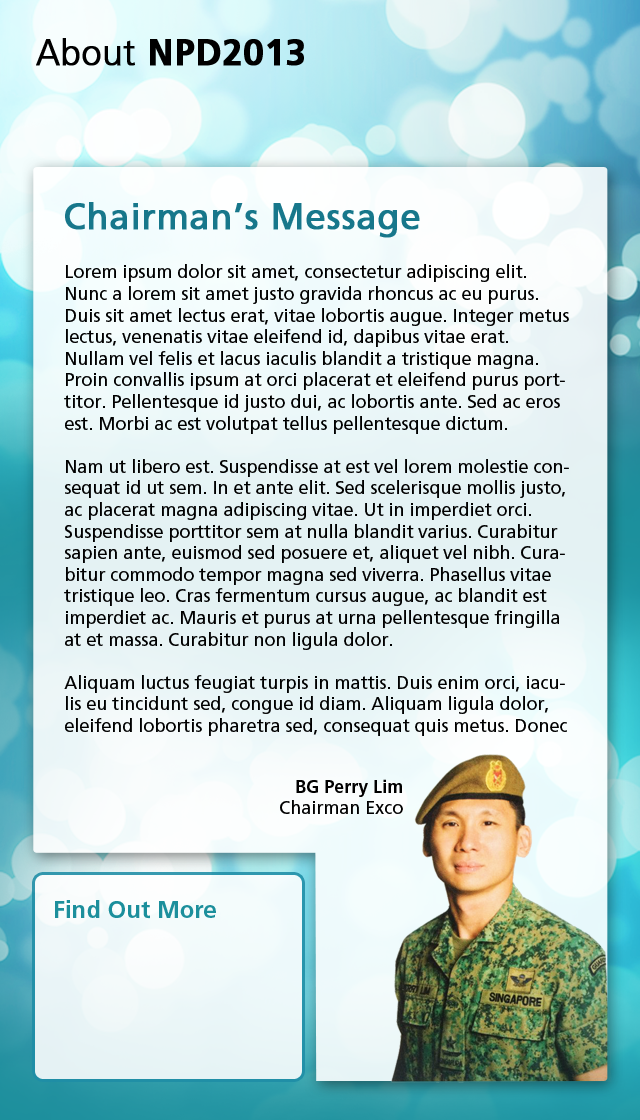 About NPD2013
Chairman’s Message
Lorem ipsum dolor sit amet, consectetur adipiscing elit.
Nunc a lorem sit amet justo gravida rhoncus ac eu purus.
Duis sit amet lectus erat, vitae lobortis augue. Integer metus
lectus, venenatis vitae eleifend id, dapibus vitae erat.
Nullam vel felis et lacus iaculis blandit a tristique magna.
Proin convallis ipsum at orci placerat et eleifend purus port-
titor. Pellentesque id justo dui, ac lobortis ante. Sed ac eros
est. Morbi ac est volutpat tellus pellentesque dictum.
Nam ut libero est. Suspendisse at est vel lorem molestie con-
sequat id ut sem. In et ante elit. Sed scelerisque mollis justo,
ac placerat magna adipiscing vitae. Ut in imperdiet orci.
Suspendisse porttitor sem at nulla blandit varius. Curabitur
sapien ante, euismod sed posuere et, aliquet vel nibh. Cura-
bitur commodo tempor magna sed viverra. Phasellus vitae
tristique leo. Cras fermentum cursus augue, ac blandit est
imperdiet ac. Mauris et purus at urna pellentesque fringilla
at et massa. Curabitur non ligula dolor.
Aliquam luctus feugiat turpis in mattis. Duis enim orci, iacu-
lis eu tincidunt sed, congue id diam. Aliquam ligula dolor,
eleifend lobortis pharetra sed, consequat quis metus. Donec
BG Perry Lim
Chairman Exco
Find Out More
LIM
SINGAPORE